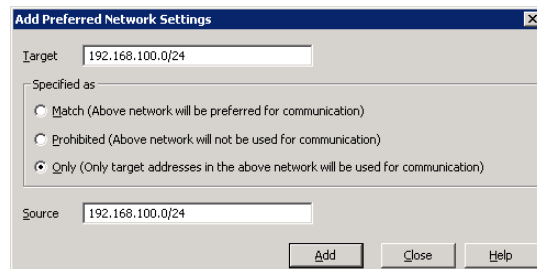 Add Preferred Network Settings
Target 192.168.100.0/24
Specified as
Match (Above network will be preferred for communication)
Prohibited (Above network will not be used for communication)
Only (Only target addresses in the above network will be used for communication)
Source 192.168.100.0/24
Add Close Help